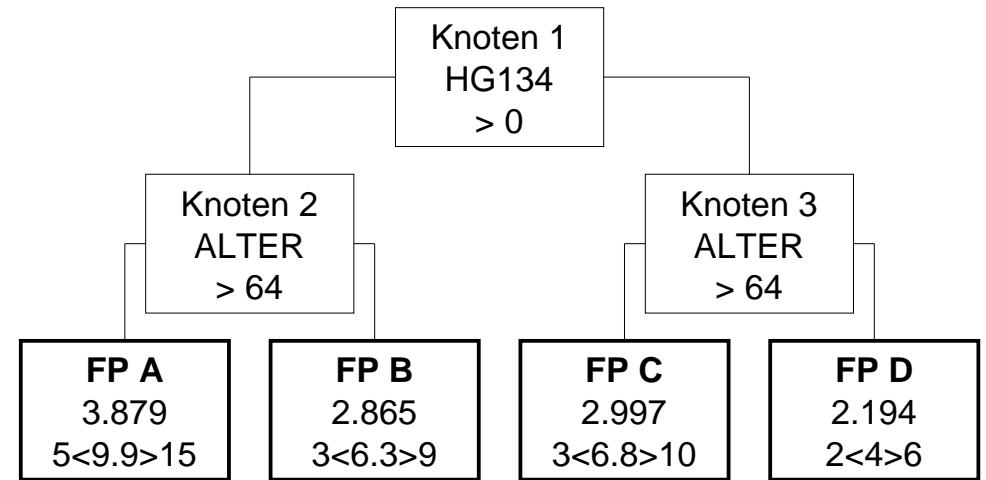 Knoten 1
HG134
> 0
Knoten 2
ALTER
> 64
Knoten 3
ALTER
> 64
FP A
3.879
5<9.9>15
FP B
2.865
3<6.3>9
FP C
2.997
3<6.8>10
FP D
2.194
2<4>6